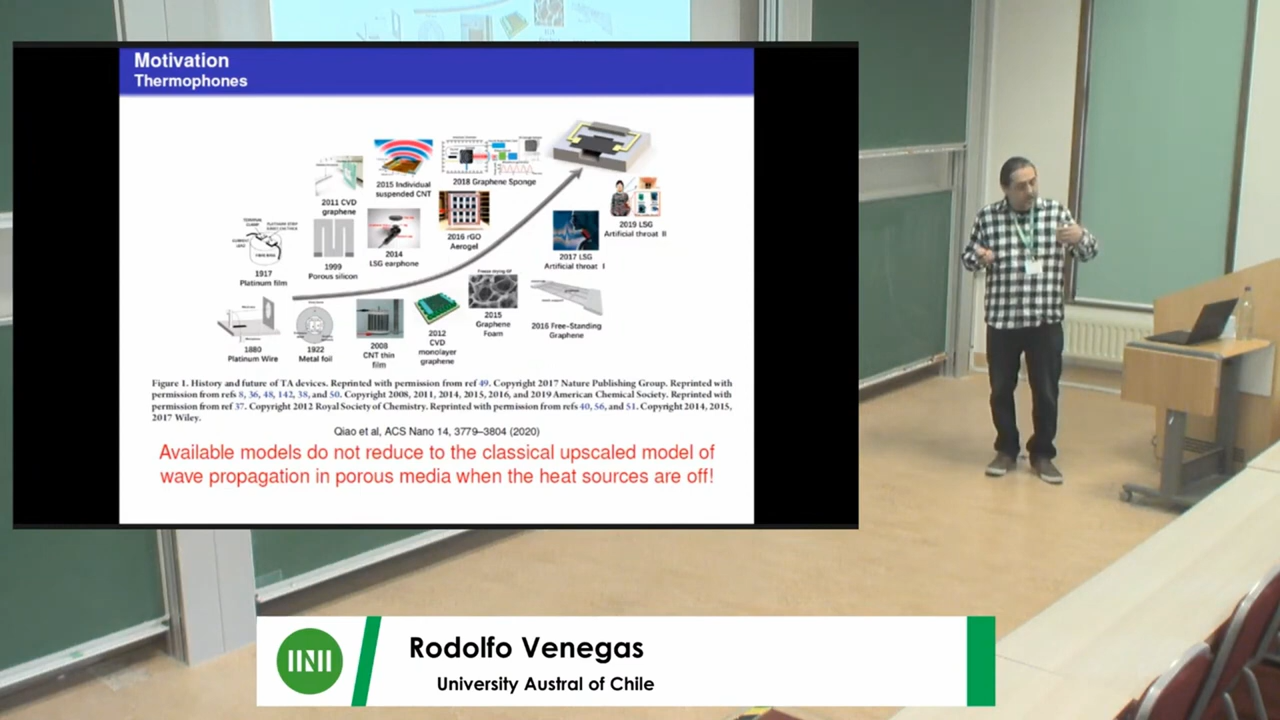 Motivation
Thermophones
2015 Individual
suspended CNT
2018 Graphene Sponge
2011 CVD
graphene
2019 LSG
Artificial throat II
2016 rGO
Aerogel
2014
LSG earphone
2017 LSG
Artificial throat I
1999
Porous silicon
1917
Platinum film
2015
Graphene
Foam
2016 Free-Standing
Graphene
2012
CVD
monolayer
graphene
1880
Platinum Wire
1922
Metal foil
2008
CNT thin
film
Figure 1. History and future of TA devices. Reprinted with permission from ref 49. Copyright 2017 Nature Publishing Group. Reprinted with
permission from refs 8, 36, 48, 142, 38, and 50. Copyright 2008, 2011, 2014, 2015, 2016, and 2019 American Chemical Society. Reprinted with
permission from ref 37. Copyright 2012 Royal Society of Chemistry. Reprinted with permission from refs 40, 56, and 51. Copyright 2014, 2015,
2017 Wiley.
Qiao et al, ACS Nano 14, 3779–3804 (2020)
Available models do not reduce to the classical upscaled model of
wave propagation in porous media when the heat sources are off!
Rodolfo Venegas
University Austral of Chile